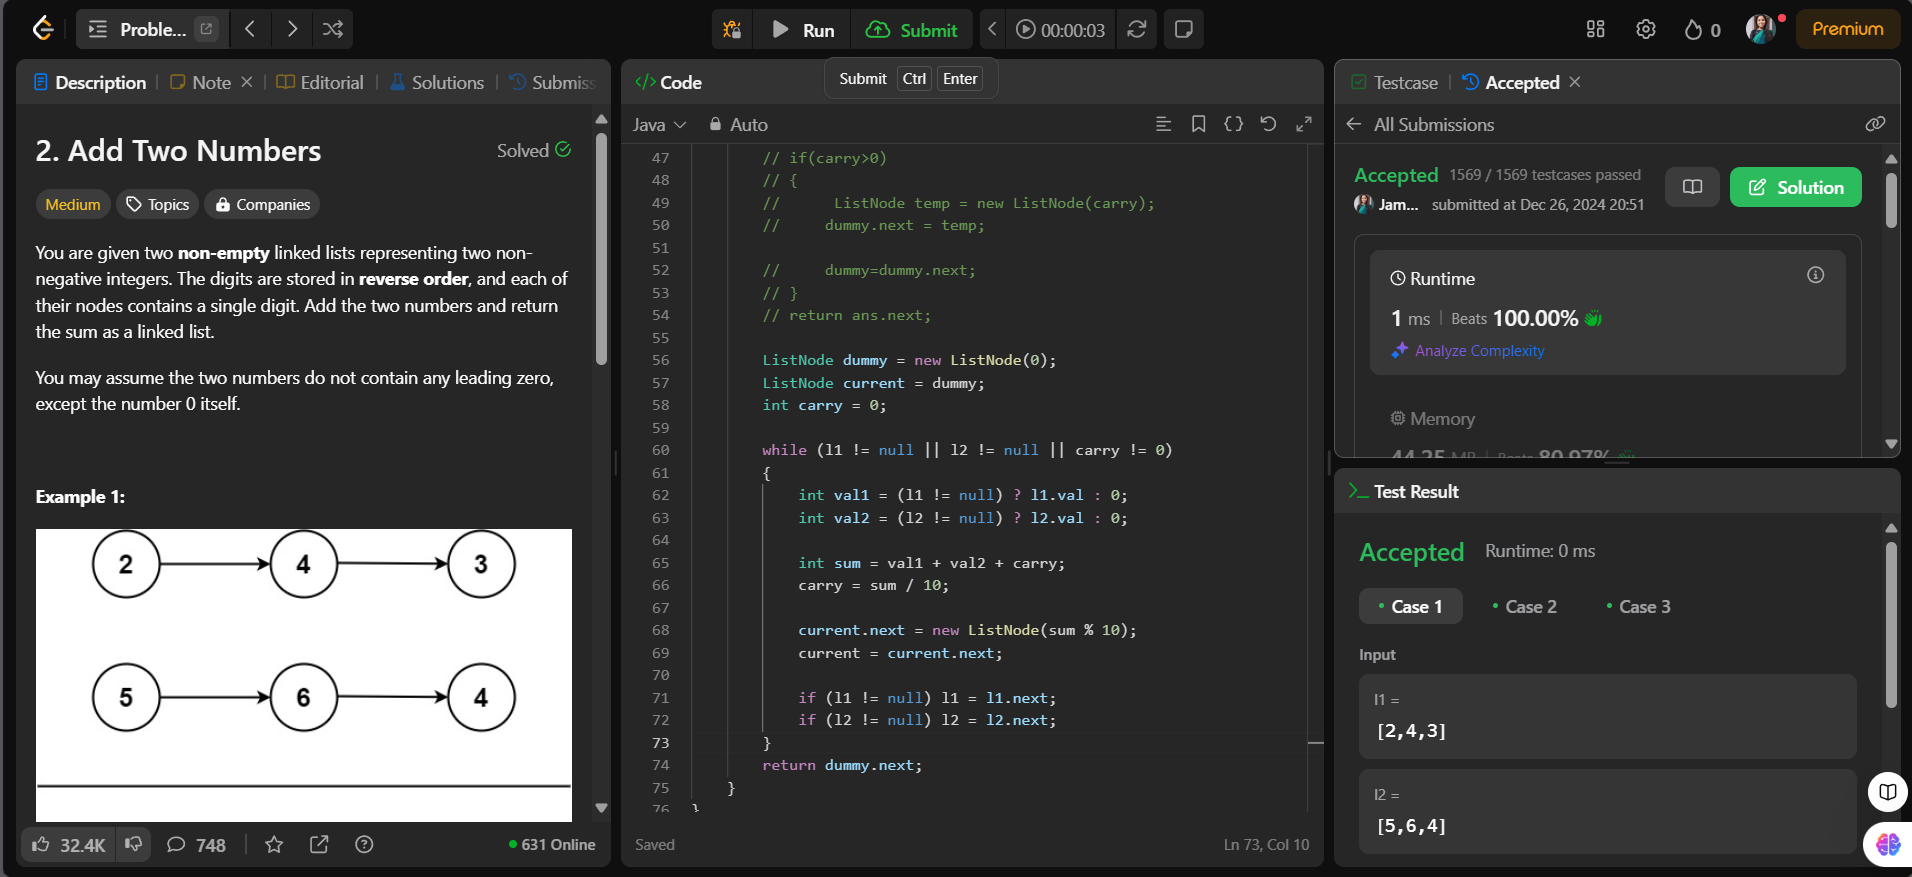 Proble...
Run
Submit
00:00:03
0
Premium
Description
Note
Editorial
Solutions
Submiss
2. Add Two Numbers
Solved
Medium
Topics
Companies
You are given two non-empty linked lists representing two non-
negative integers. The digits are stored in reverse order, and each of
their nodes contains a single digit. Add the two numbers and return
the sum as a linked list.
You may assume the two numbers do not contain any leading zero,
except the number 0 itself.
Example 1:
2 4 3
5 6 4
32.4K
748
631 Online
</> Code
Submit Ctrl Enter
Java
Auto
47 // if(carry>0)
48 // {
49 //      ListNode temp = new ListNode(carry);
50 //     dummy.next = temp;
51
52 //     dummy=dummy.next;
53 // }
54 // return ans.next;
55
56 ListNode dummy = new ListNode(0);
57 ListNode current = dummy;
58 int carry = 0;
59
60 while (l1 != null || l2 != null || carry != 0)
61 {
62 int val1 = (l1 != null) ? l1.val : 0;
63 int val2 = (l2 != null) ? l2.val : 0;
64
65 int sum = val1 + val2 + carry;
66 carry = sum / 10;
67
68 current.next = new ListNode(sum % 10);
69 current = current.next;
70
71 if (l1 != null) l1 = l1.next;
72 if (l2 != null) l2 = l2.next;
73 }
74 return dummy.next;
75 }
76 }
Saved
Ln 73, Col 10
Testcase
Accepted
All Submissions
Accepted 1569 / 1569 testcases passed
Jam... submitted at Dec 26, 2024 20:51
Solution
Runtime
1 ms | Beats 100.00%
Analyze Complexity
Memory
44.25 MB | Beats 80.97%
Test Result
Accepted Runtime: 0 ms
Case 1
Case 2
Case 3
Input
l1 =
[2,4,3]
l2 =
[5,6,4]